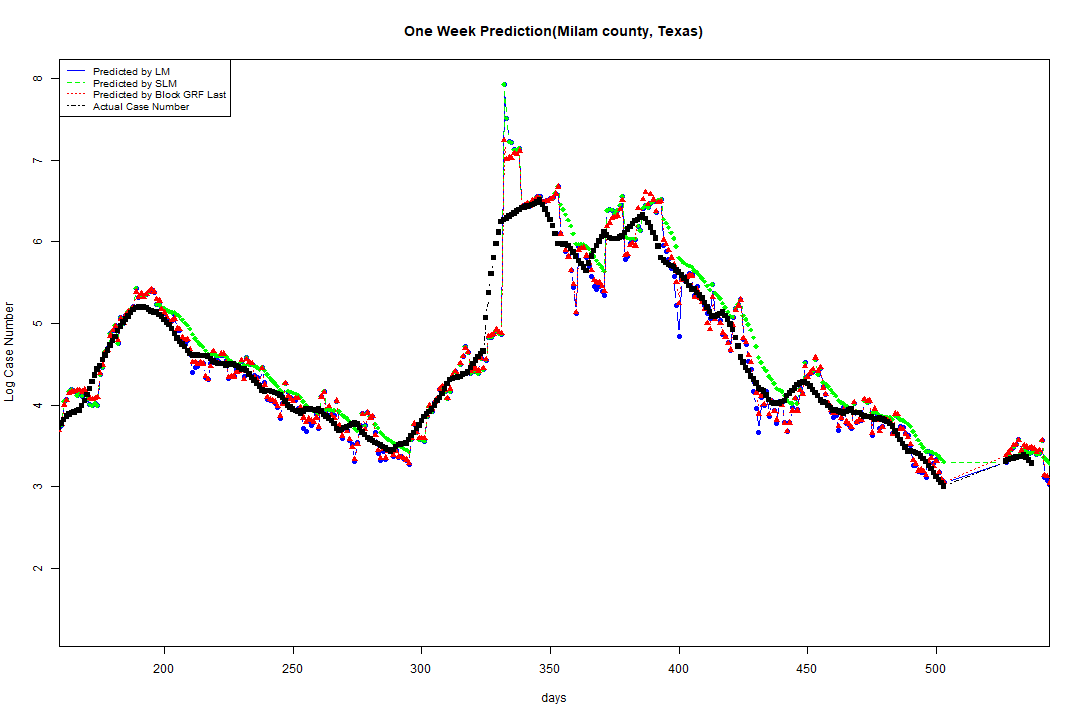 One Week Prediction(Milam county, Texas)
Predicted by LM
Predicted by SLM
Predicted by Block GRF Last
Actual Case Number
Log Case Number
8
7
6
5
4
3
2
200 250 300 350 400 450 500
days